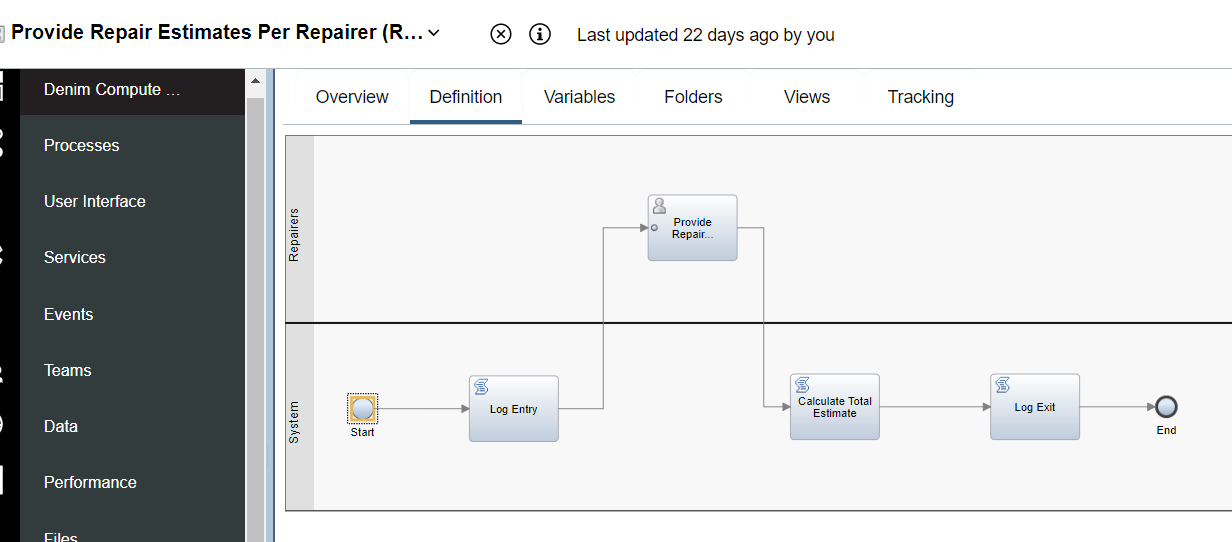 Provide Repair Estimates Per Repairer (R...
Last updated 22 days ago by you
Denim Compute ...
Processes
User Interface
Services
Events
Teams
Data
Performance
Files
Overview
Definition
Variables
Folders
Views
Tracking
Repairers
Provide
Repair...
System
Start
Log Entry
Calculate Total
Estimate
Log Exit
End